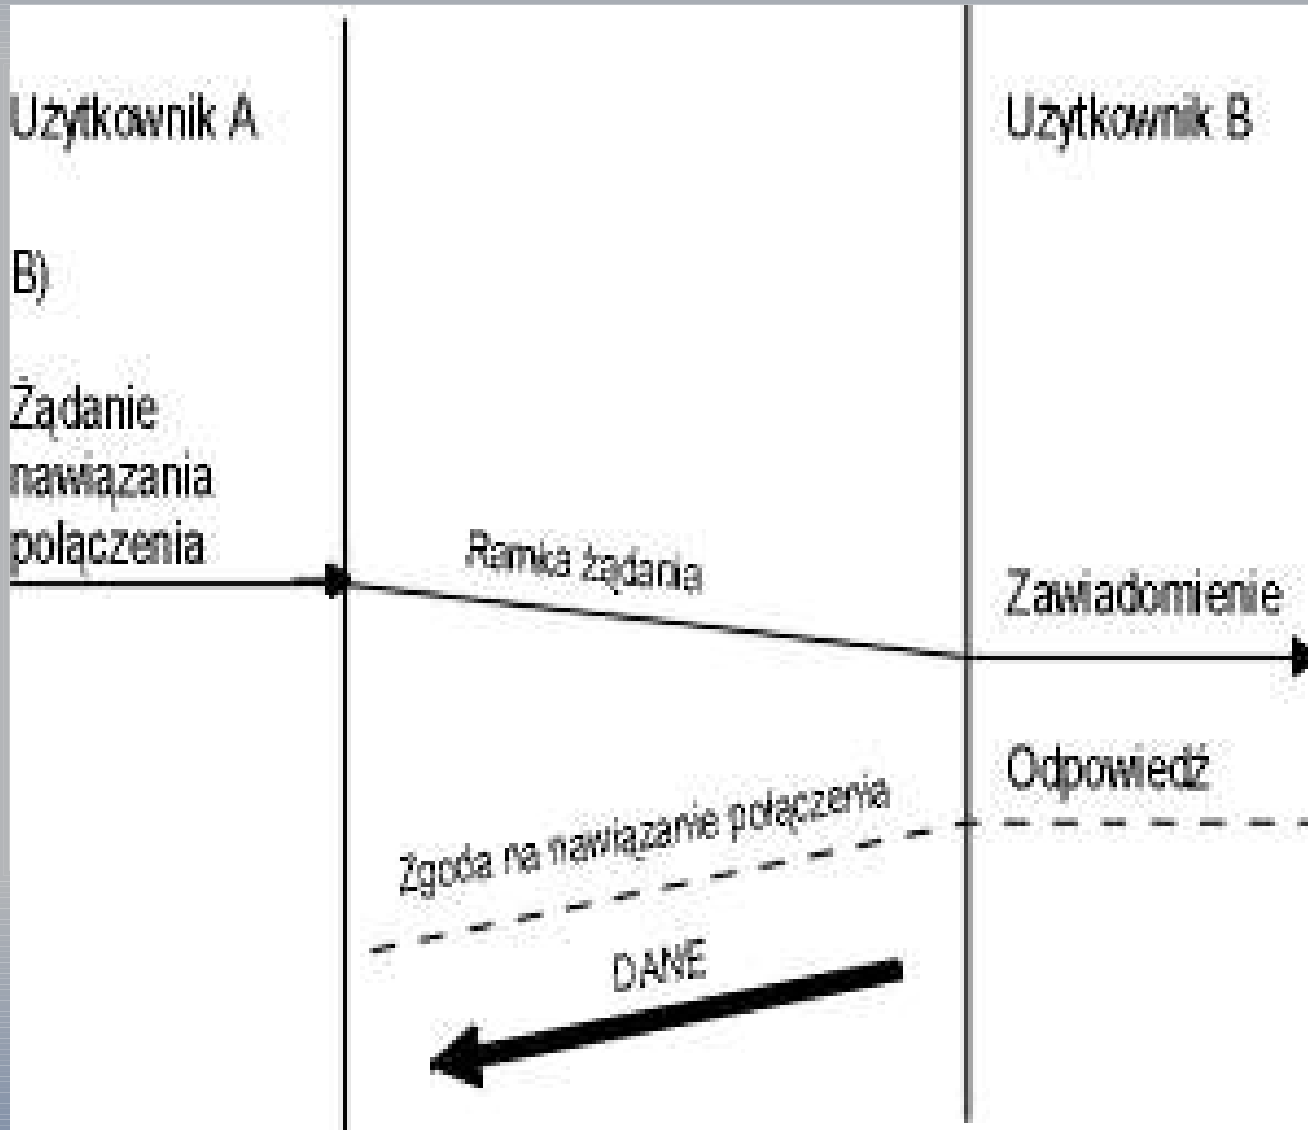 Użytkownik A
Użytkownik B
B)
Żądanie
nawiązania
połączenia
Ramka żądania
Zawiadomienie
Odpowiedź
Zgoda na nawiązanie połączenia
DANE